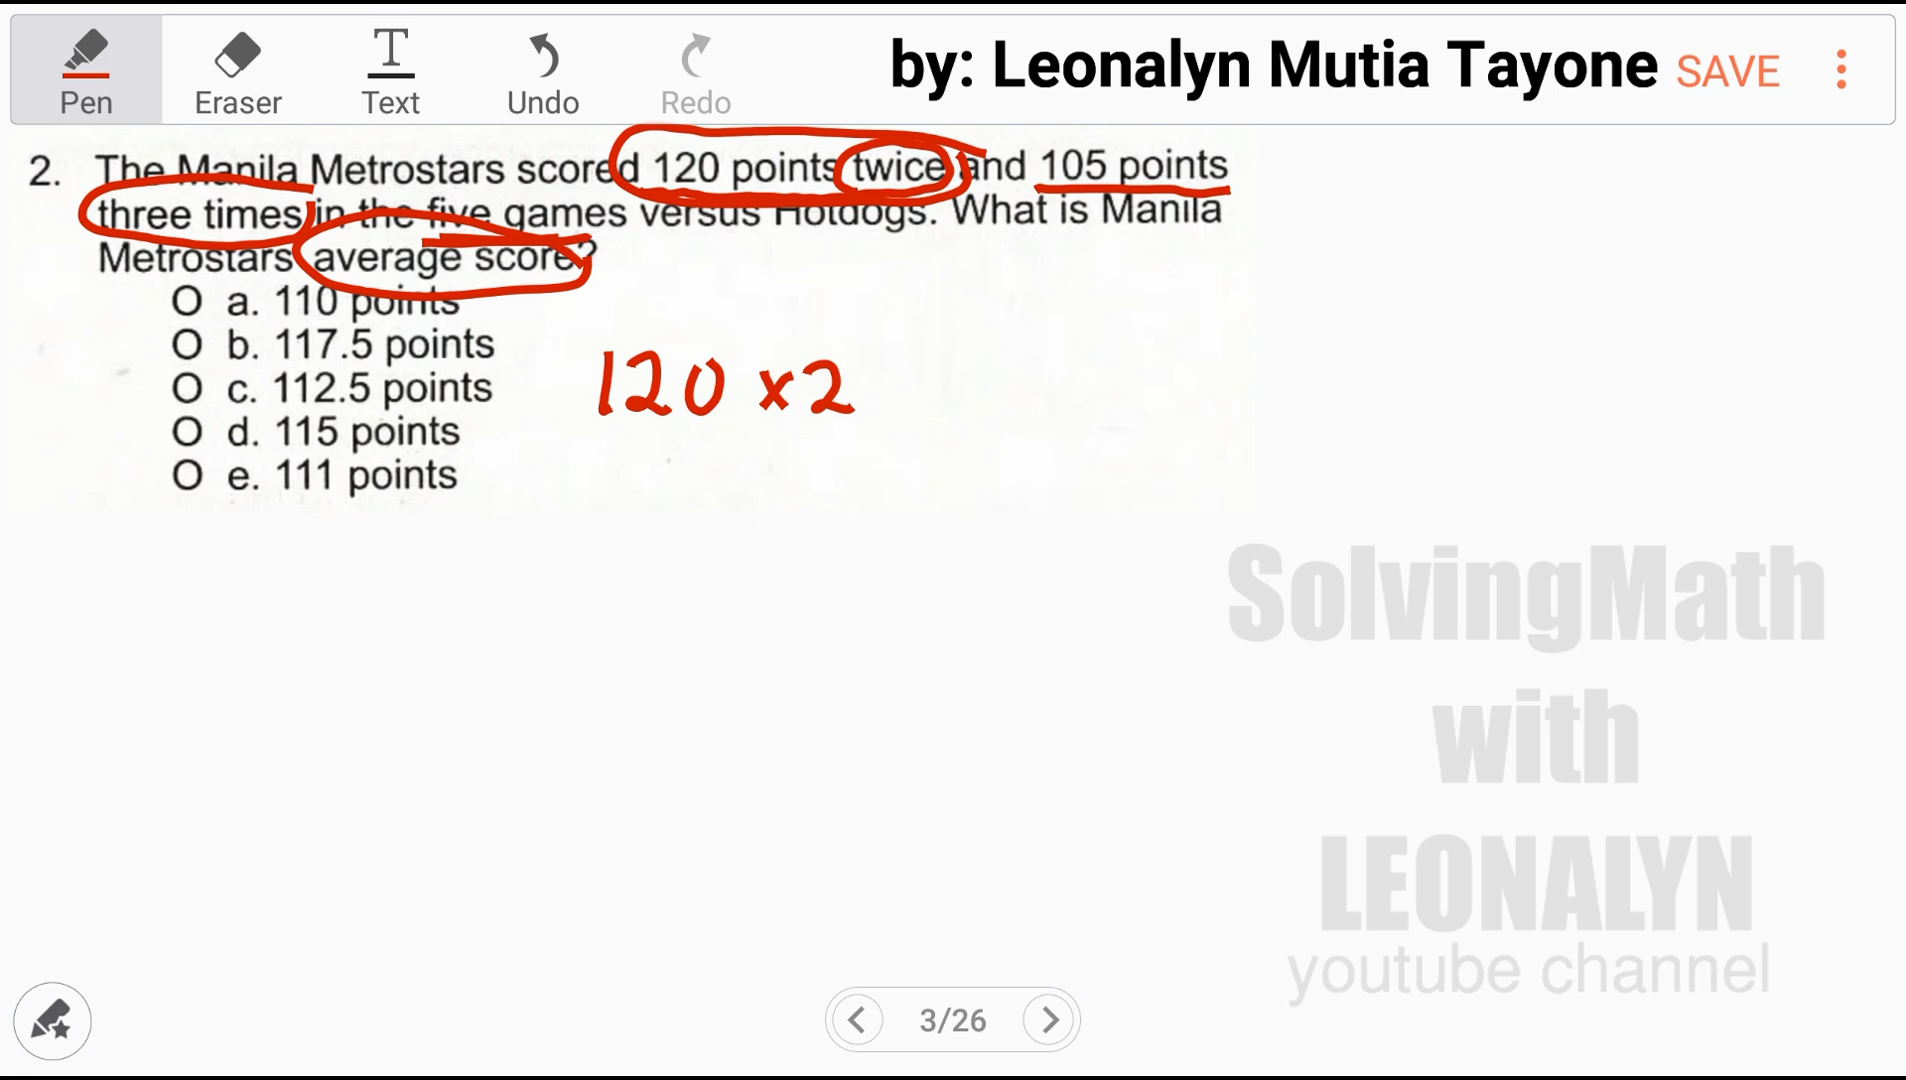 Pen
Eraser
T
Text
Undo
Redo
by: Leonalyn Mutia Tayone
SAVE
2. The Manila Metrostars scored 120 points twice and 105 points
three times in the five games versus Hotdogs. What is Manila
Metrostars average score?
O a. 110 points
O b. 117.5 points
O c. 112.5 points
O d. 115 points
O e. 111 points
120 x2
SolvingMath
with
LEONALYN
youtube channel
3/26